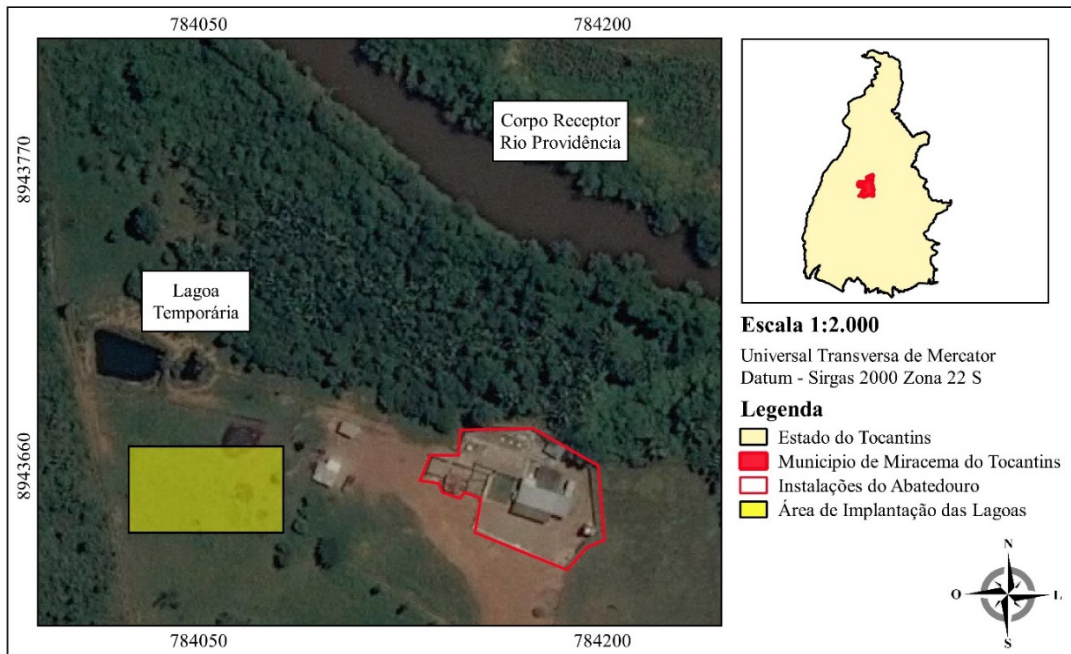 784050
784200
Corpo Receptor
Rio Providência
8943770
Lagoa
Temporária
8943660
784050
784200
Escala 1:2.000
Universal Transversa de Mercator
Datum - Sirgas 2000 Zona 22 S
Legenda
Estado do Tocantins
Municipio de Miracema do Tocantins
Instalações do Abatedouro
Área de Implantação das Lagoas
N
O
L
S